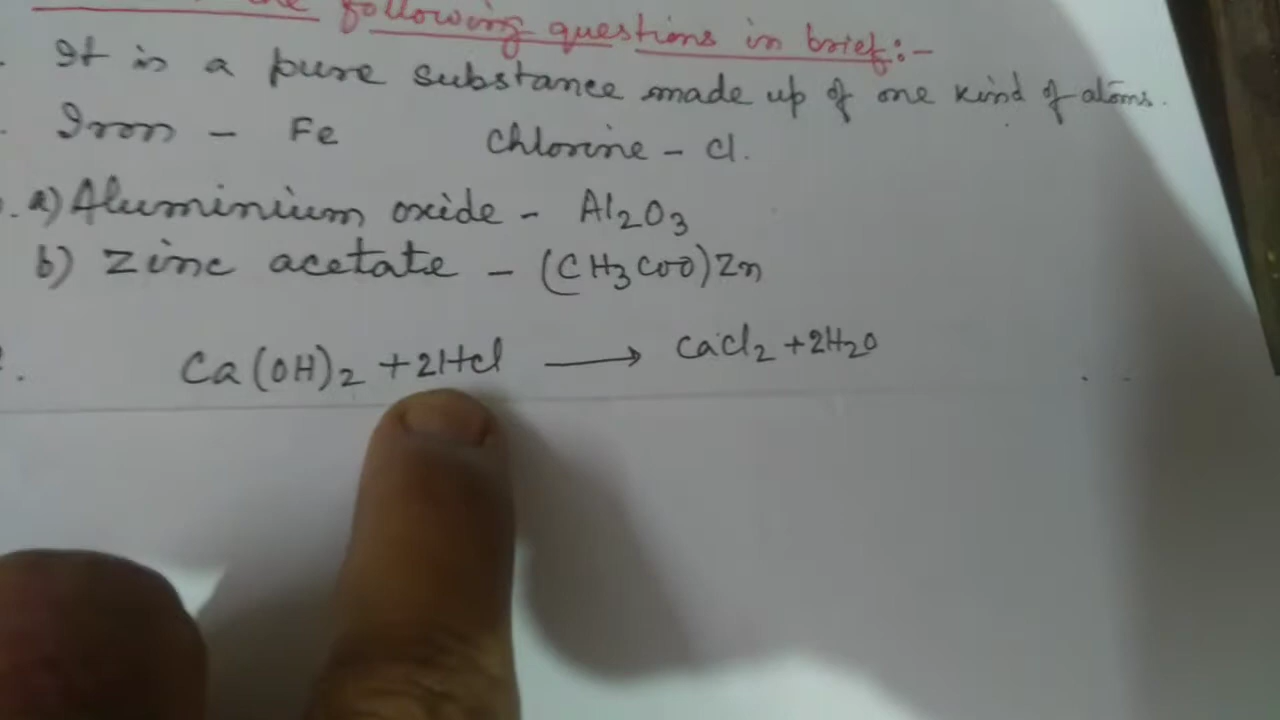 following questions in brief:-
. It is a pure substance made up of one kind of atoms.
. Iron - Fe Chlorine - Cl.
. a) Aluminium oxide - Al2O3
b) Zinc acetate - (CH3COO)Zn
. Ca(OH)2 +2HCl → CaCl2 +2H2O